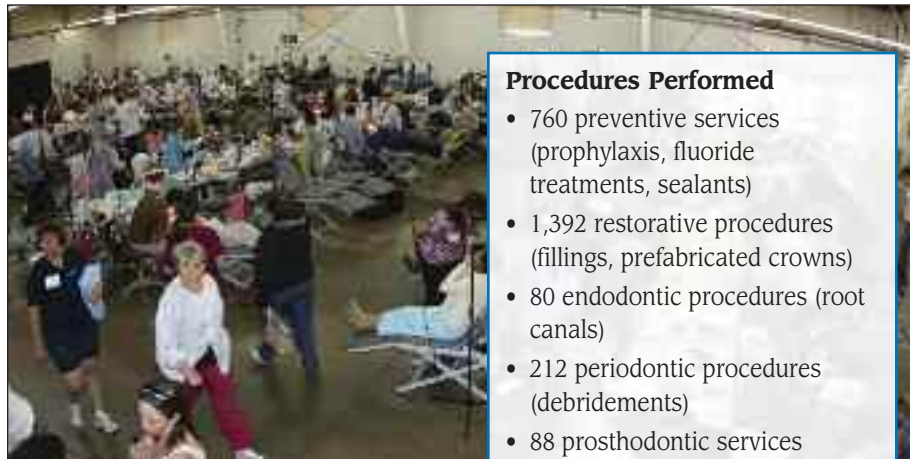 Procedures Performed
• 760 preventive services
(prophylaxis, fluoride
treatments, sealants)
• 1,392 restorative procedures
(fillings, prefabricated crowns)
• 80 endodontic procedures (root
canals)
• 212 periodontic procedures
(debridements)
• 88 prosthodontic services